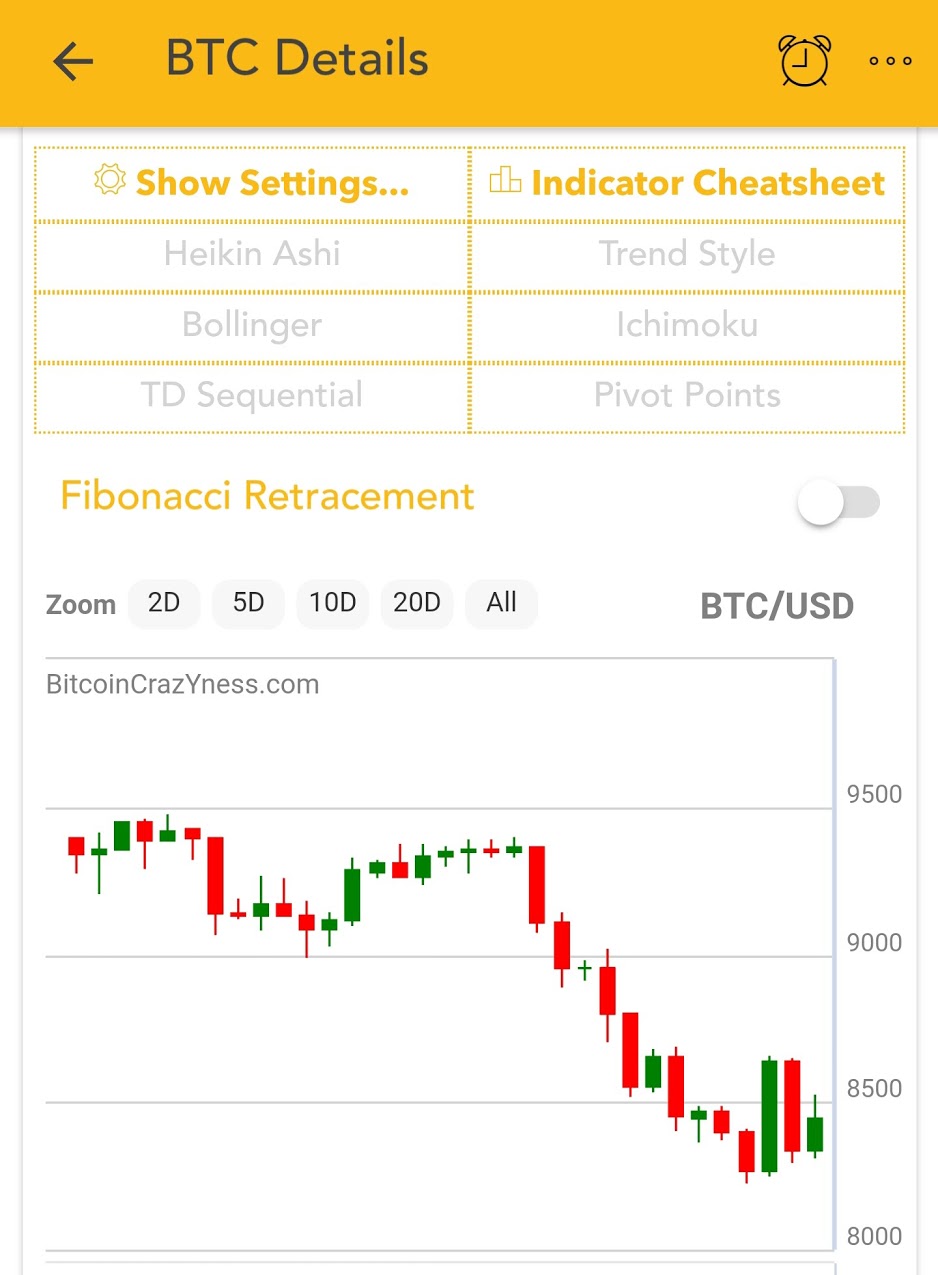 BTC Details
Show Settings... Indicator Cheatsheet
Heikin Ashi Trend Style
Bollinger Ichimoku
TD Sequential Pivot Points
Fibonacci Retracement
Zoom 2D 5D 10D 20D All BTC/USD
BitcoinCrazYness.com
9500
9000
8500
8000